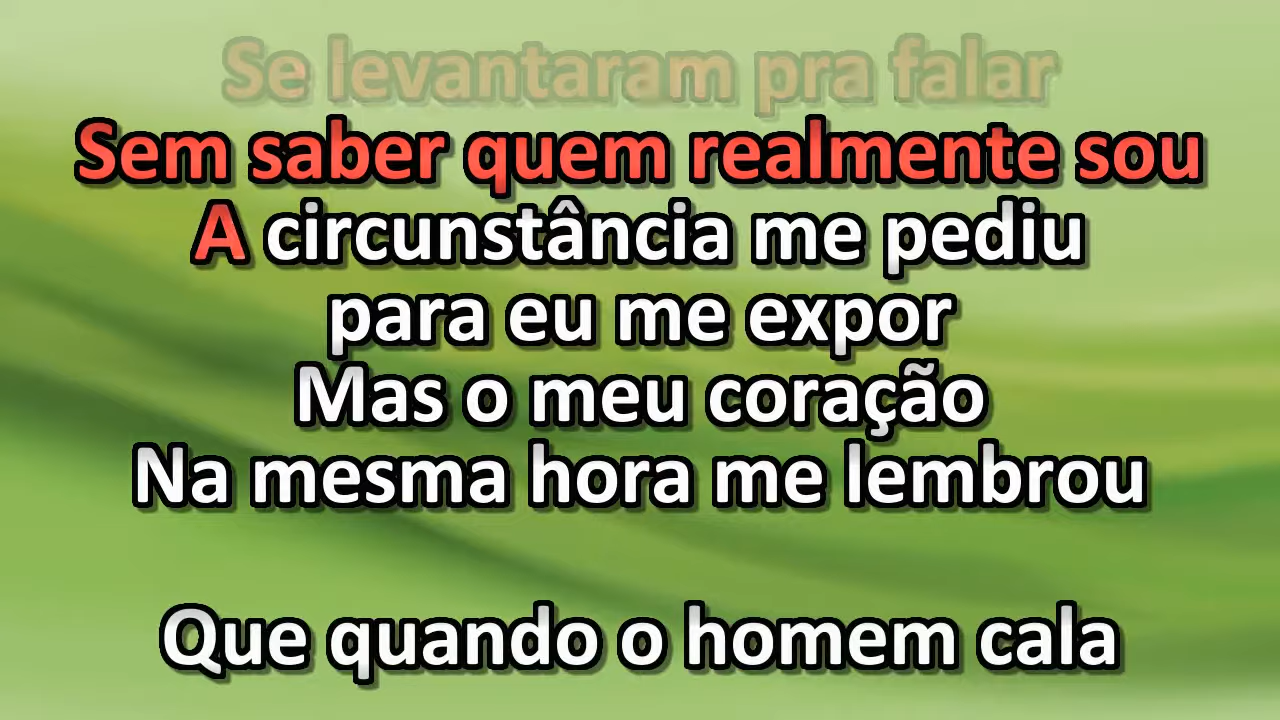 Se levantaram pra falar
Sem saber quem realmente sou
A circunstância me pediu
para eu me expor
Mas o meu coração
Na mesma hora me lembrou
Que quando o homem cala